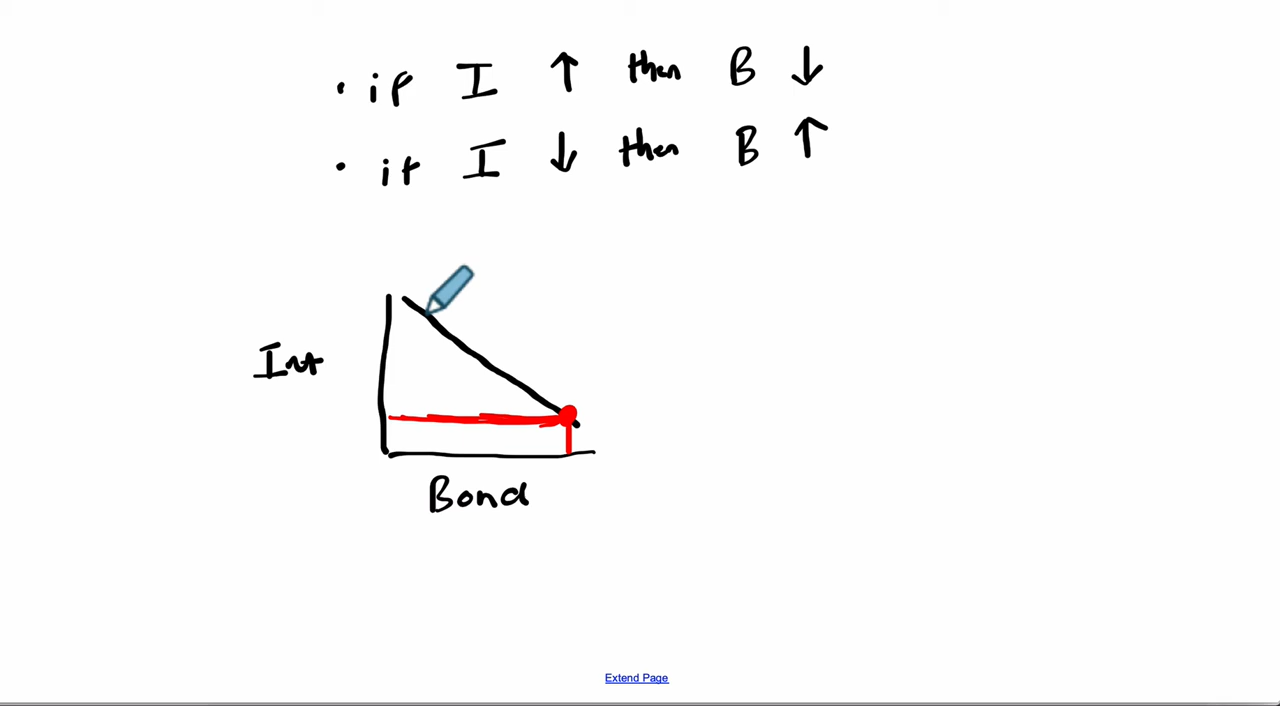 • if I ↑ then B ↓
• if I ↓ then B ↑
Int
Bond
Extend Page